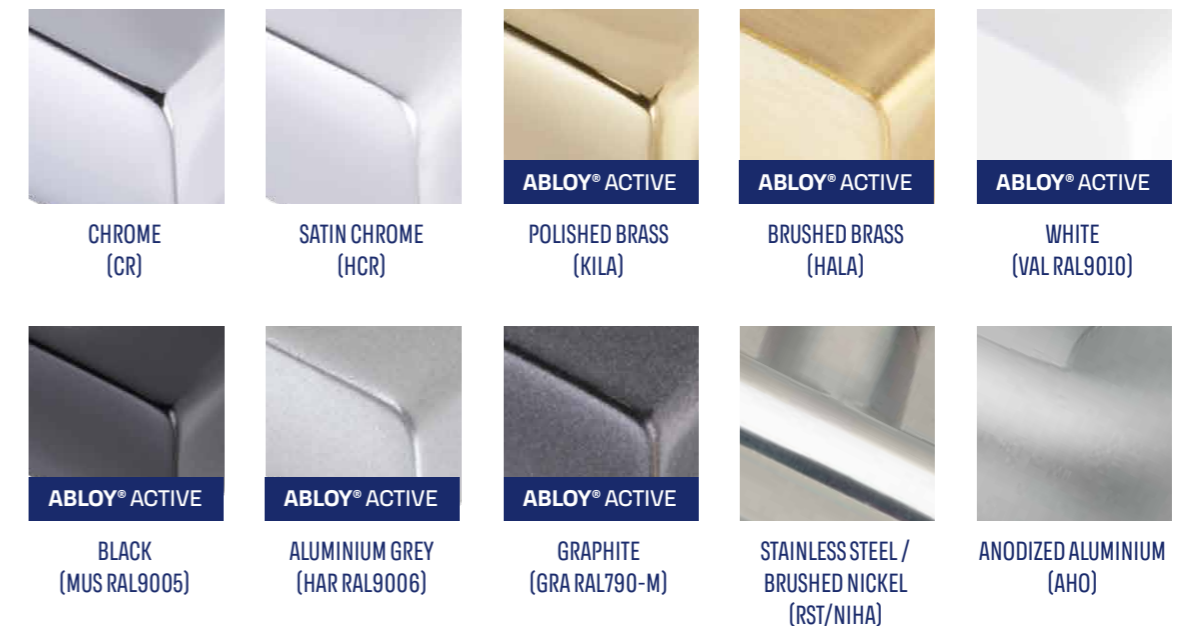 ABLOY® ACTIVE
ABLOY® ACTIVE
ABLOY® ACTIVE
CHROME
(CR)
SATIN CHROME
(HCR)
POLISHED BRASS
(KILA)
BRUSHED BRASS
(HALA)
WHITE
(VAL RAL9010)
ABLOY® ACTIVE
ABLOY® ACTIVE
ABLOY® ACTIVE
BLACK
(MUS RAL9005)
ALUMINIUM GREY
(HAR RAL9006)
GRAPHITE
(GRA RAL790-M)
STAINLESS STEEL /
BRUSHED NICKEL
(RST/NIHA)
ANODIZED ALUMINIUM
(AHO)